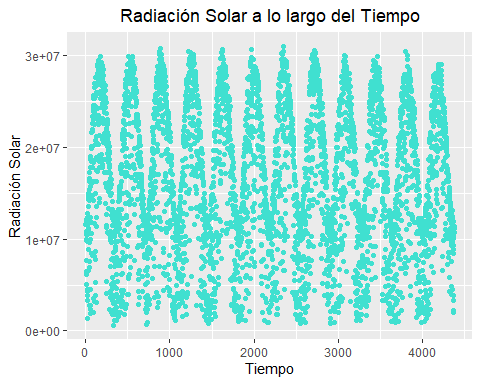 Radiación Solar a lo largo del Tiempo
3e+07
2e+07
1e+07
0e+00
Radiación Solar
0 1000 2000 3000 4000
Tiempo